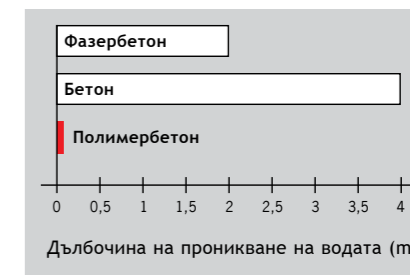 Фазербетон
Бетон
Полимербетон
0 0,5 1 1,5 2 2,5 3 3,5 4
Дълбочина на проникване на водата (m